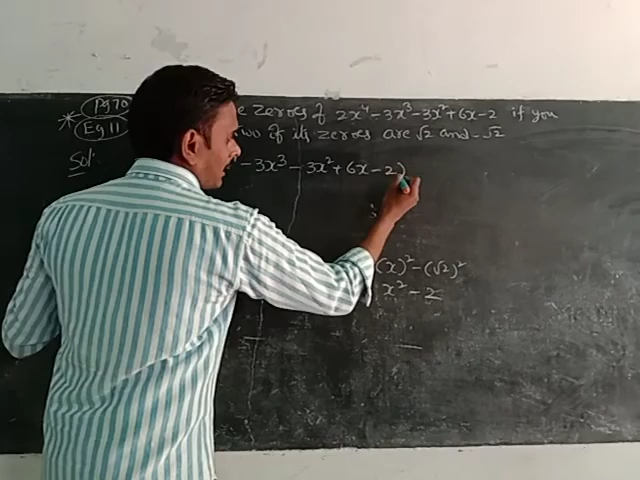 * Pg 70 e zeroes of 2x⁴-3x³-3x²+6x-2 if you
Eg 11 two of its zeroes are √2 and -√2
Sol:
-3x³-3x²+6x-2)
(x)²-(√2)²
x²-2